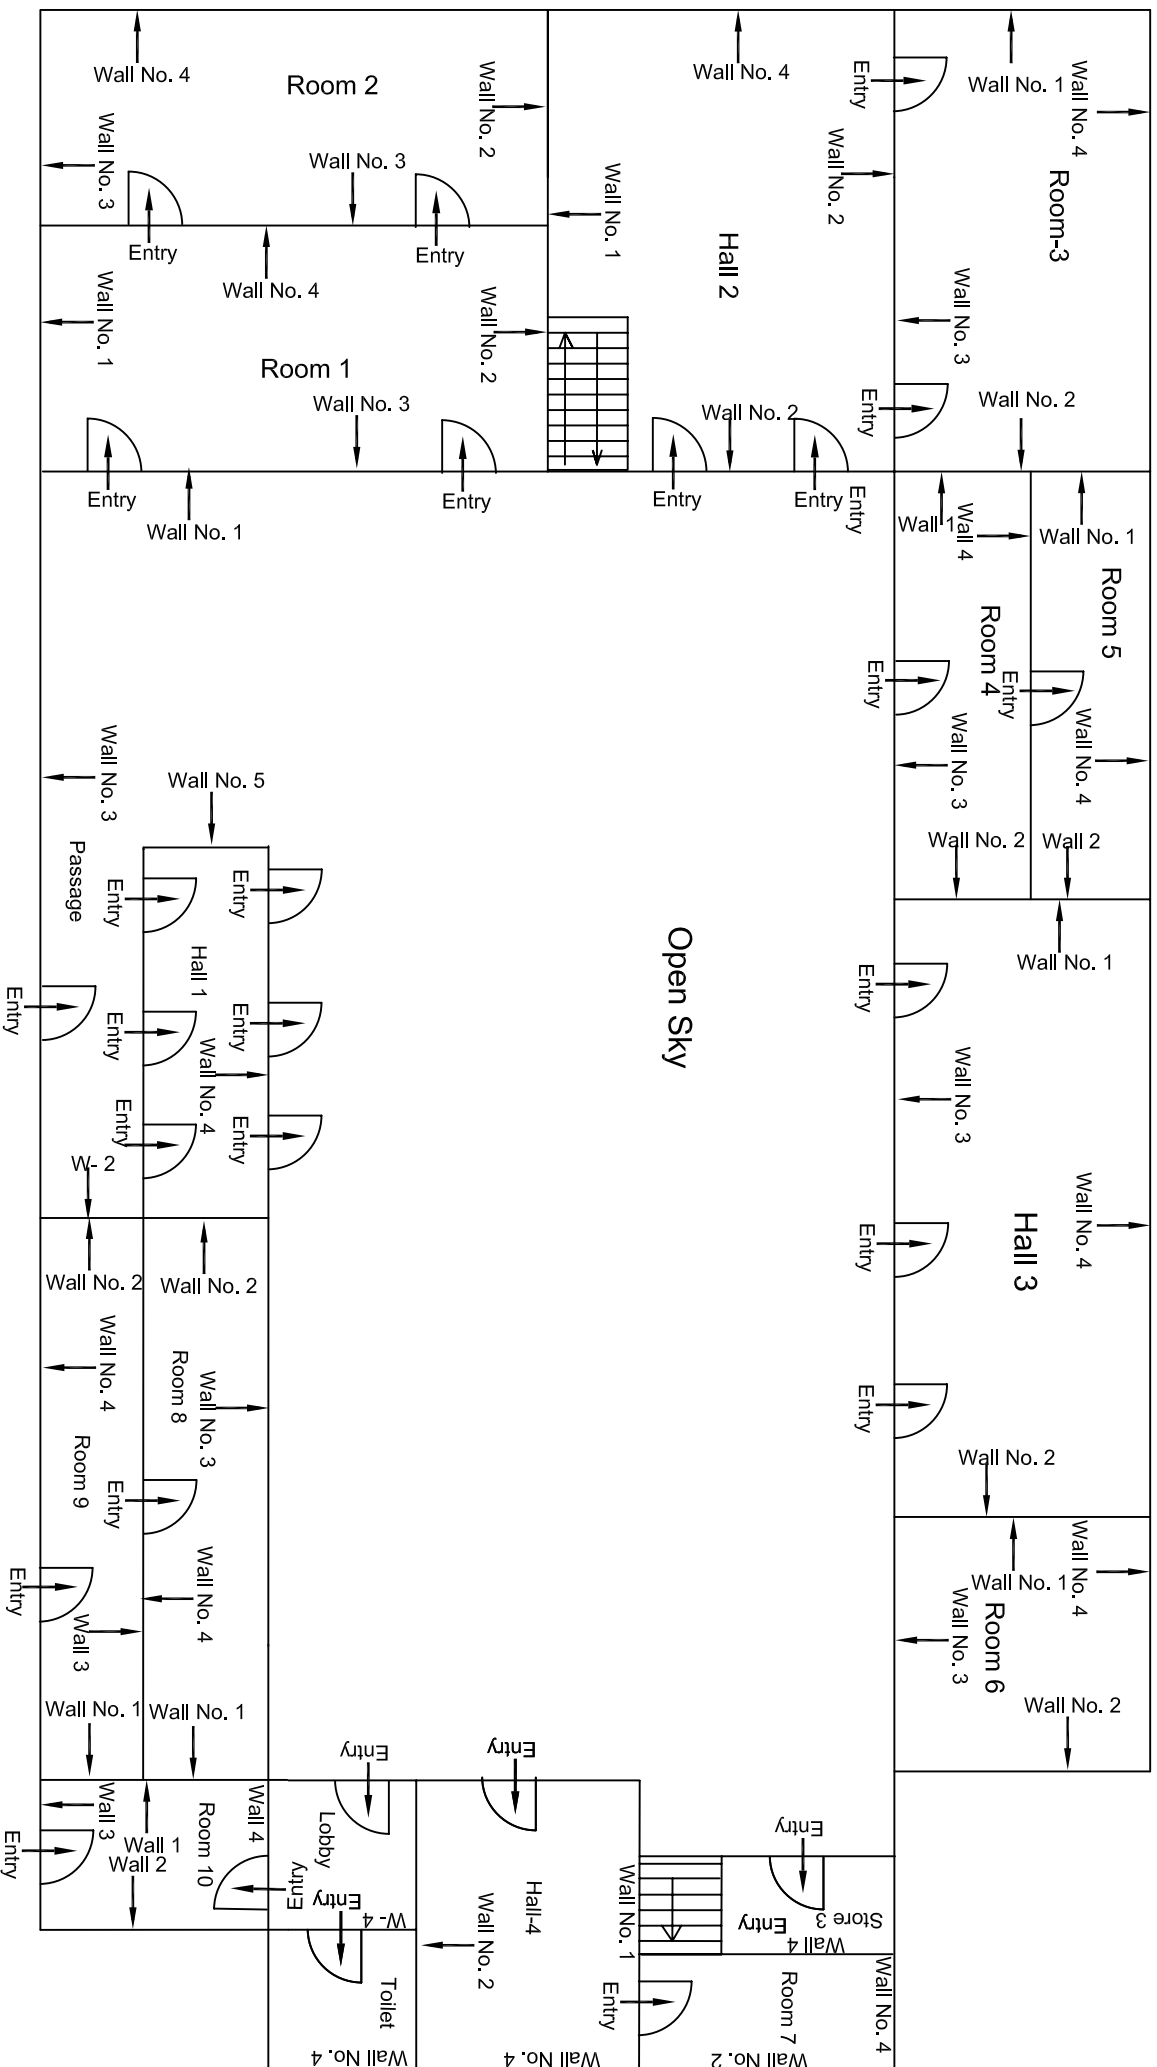 Wall No. 4
Room 2
Wall No. 2
Wall No. 3
Wall No. 3
Entry
Entry
Wall No. 4
Wall No. 1
Wall No. 2
Room 1
Wall No. 3
Entry
Entry
Wall No. 1
Wall No. 4
Entry
Wall No. 2
Wall No. 1
Hall 2
Wall No. 2
Entry
Entry
Entry
Entry
Wall No. 1
Wall No. 4
Room-3
Wall No. 3
Wall No. 2
Wall 1
Wall 4
Wall No. 1
Room 5
Room 4
Entry
Entry
Wall No. 3
Wall No. 4
Wall No. 2
Wall 2
Wall No. 3
Wall No. 5
Passage
Entry
Entry
Hall 1
Open Sky
Entry
Entry
Entry
Wall No. 4
Entry
Entry
W- 2
Wall No. 1
Entry
Wall No. 3
Wall No. 4
Hall 3
Entry
Entry
Wall No. 2
Wall No. 2
Wall No. 2
Wall No. 4
Room 8
Wall No. 3
Room 9
Entry
Entry
Wall No. 4
Wall 3
Wall No. 1
Wall No. 1
Wall No. 4
Wall No. 1
Room 6
Wall No. 3
Wall No. 2
Wall 3
Entry
Wall 1
Wall 2
Room 10
Wall 4
Entry
Entry
Lobby
Entry
W- 4
Toilet
Wall No. 4
Entry
Hall-4
Wall No. 2
Wall No. 4
Wall No. 1
Entry
Store 3
Entry
Wall 4
Entry
Room 7
Wall No. 2
Wall No. 4